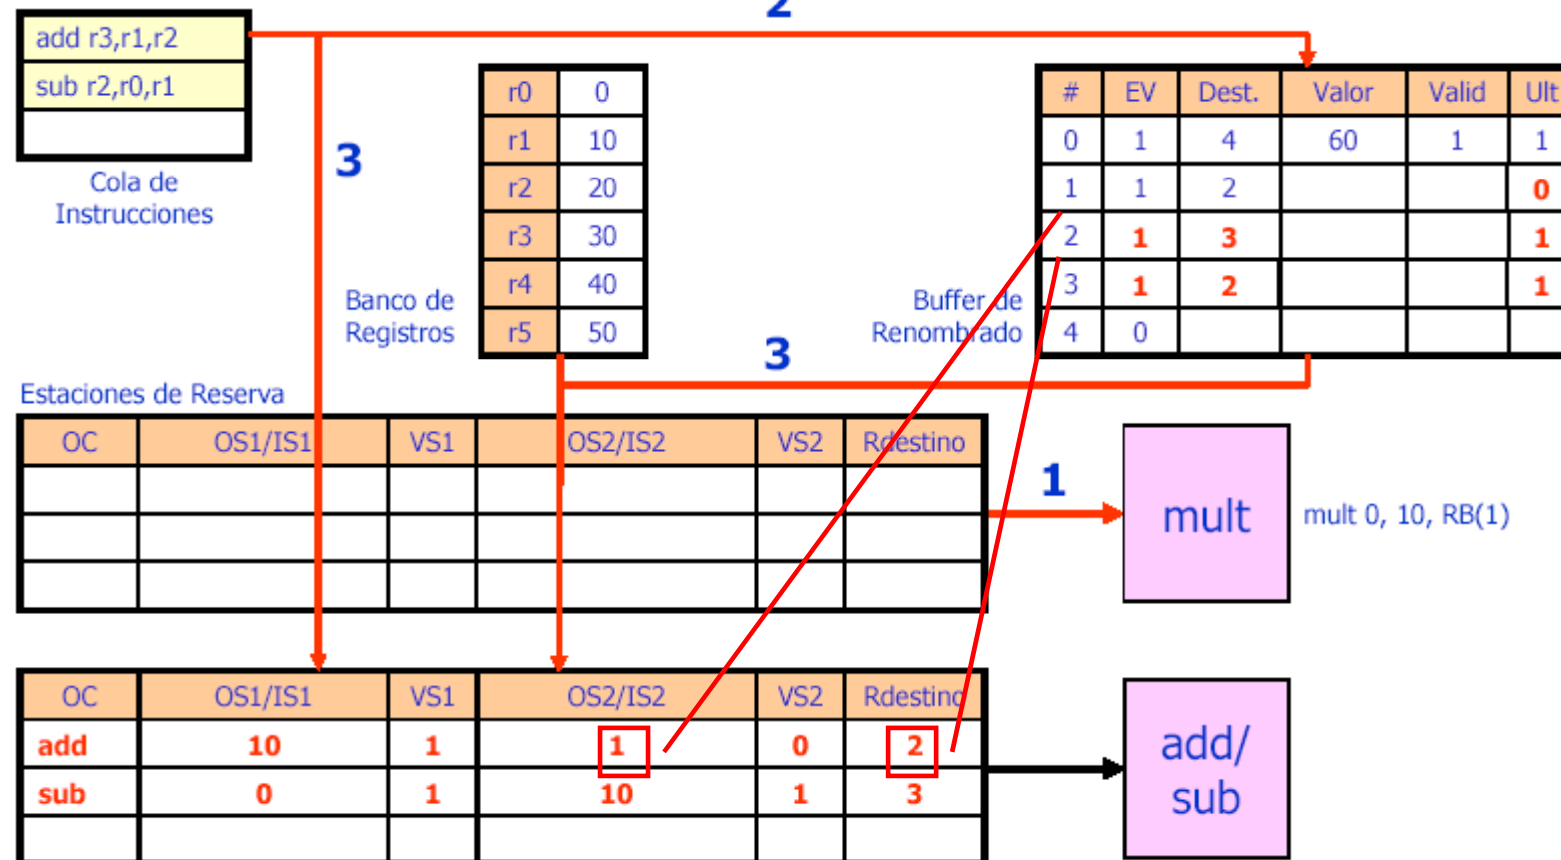 2
add r3,r1,r2
sub r2,r0,r1
Cola de
Instrucciones
3
r0 0
r1 10
r2 20
r3 30
r4 40
r5 50
Banco de
Registros
# EV Dest. Valor Valid Ult
0 1 4 60 1 1
1 1 2 0
2 1 3 1
3 1 2 1
4 0
Buffer de
Renombrado
3
Estaciones de Reserva
OC OS1/IS1 VS1 OS2/IS2 VS2 Rdestino
1
mult
mult 0, 10, RB(1)
OC OS1/IS1 VS1 OS2/IS2 VS2 Rdestino
add 10 1 1 0 2
sub 0 1 10 1 3
add/
sub